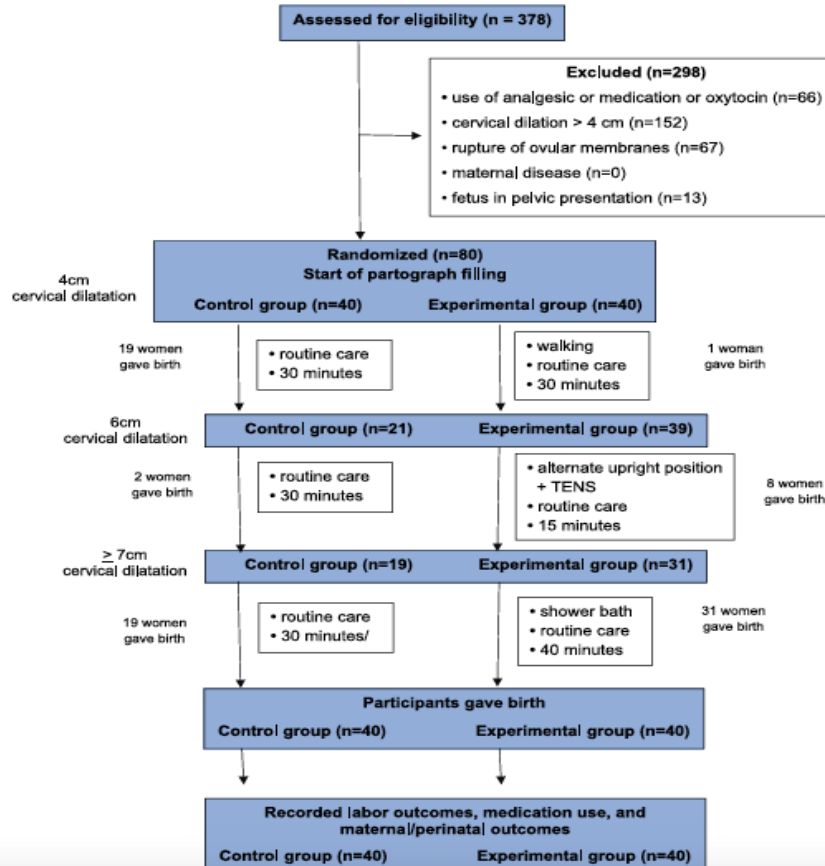 Assessed for eligibility (n = 378)
Excluded (n=298)
• use of analgesic or medication or oxytocin (n=66)
• cervical dilation > 4 cm (n=152)
• rupture of ovular membranes (n=67)
• maternal disease (n=0)
• fetus in pelvic presentation (n=13)
Randomized (n=80)
Start of partograph filling
Control group (n=40) Experimental group (n=40)
4cm
cervical dilatation
19 women
gave birth
• routine care
• 30 minutes
• walking
• routine care
• 30 minutes
1 woman
gave birth
6cm
cervical dilatation
Control group (n=21) Experimental group (n=39)
2 women
gave birth
• routine care
• 30 minutes
• alternate upright position
+ TENS
• routine care
• 15 minutes
8 women
gave birth
≥ 7cm
cervical dilatation
Control group (n=19) Experimental group (n=31)
19 women
gave birth
• routine care
• 30 minutes/
• shower bath
• routine care
• 40 minutes
31 women
gave birth
Participants gave birth
Control group (n=40) Experimental group (n=40)
Recorded labor outcomes, medication use, and
maternal/perinatal outcomes
Control group (n=40) Experimental group (n=40)